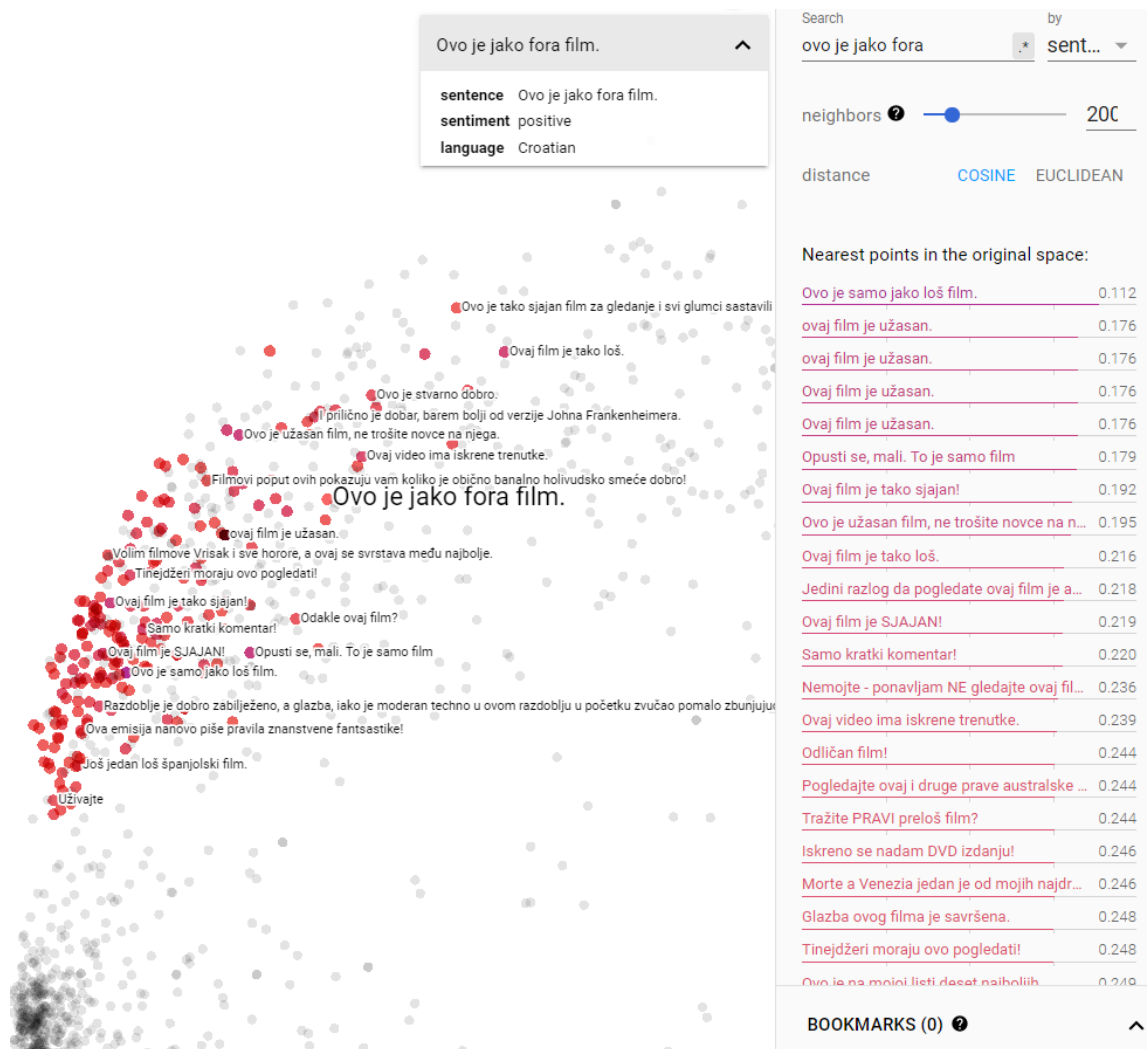 Ovo je jako fora film.
sentence Ovo je jako fora film.
sentiment positive
language Croatian
Ovo je tako sjajan film za gledanje i svi glumci sastavili
Ovaj film je tako loš.
Ovo je stvarno dobro.
I prilično je dobar, barem bolji od verzije Johna Frankenheimera.
Ovo je užasan film, ne trošite novce na njega.
Ovaj video ima iskrene trenutke.
Filmovi poput ovih pokazuju vam koliko je obično banalno holivudsko smeće dobro!
Ovo je jako fora film.
ovaj film je užasan.
Volim filmove Vrisak i sve horore, a ovaj se svrstava među najbolje.
Tinejdžeri moraju ovo pogledati!
Ovaj film je tako sjajan!
Odakle ovaj film?
Samo kratki komentar!
Ovaj film je SJAJAN!
Opusti se, mali. To je samo film
Ovo je samo jako loš film.
Razdoblje je dobro zabilježeno, a glazba, iako je moderan techno u ovom razdoblju u početku zvučao pomalo zbunjujuć
Ova emisija nanovo piše pravila znanstvene fantsastike!
Još jedan loš španjolski film.
Uživajte
Search by
ovo je jako fora .* sent...
neighbors 200
distance COSINE EUCLIDEAN
Nearest points in the original space:
Ovo je samo jako loš film. 0.112
ovaj film je užasan. 0.176
ovaj film je užasan. 0.176
Ovaj film je užasan. 0.176
Ovaj film je užasan. 0.176
Opusti se, mali. To je samo film 0.179
Ovaj film je tako sjajan! 0.192
Ovo je užasan film, ne trošite novce na n... 0.195
Ovaj film je tako loš. 0.216
Jedini razlog da pogledate ovaj film je a... 0.218
Ovaj film je SJAJAN! 0.219
Samo kratki komentar! 0.220
Nemojte - ponavljam NE gledajte ovaj fil... 0.236
Ovaj video ima iskrene trenutke. 0.239
Odličan film! 0.244
Pogledajte ovaj i druge prave australske ... 0.244
Tražite PRAVI preloš film? 0.244
Iskreno se nadam DVD izdanju! 0.246
Morte a Venezia jedan je od mojih najdr... 0.246
Glazba ovog filma je savršena. 0.248
Tinejdžeri moraju ovo pogledati! 0.248
Ovo je na mojoj listi deset najboljih 0.249
BOOKMARKS (0)